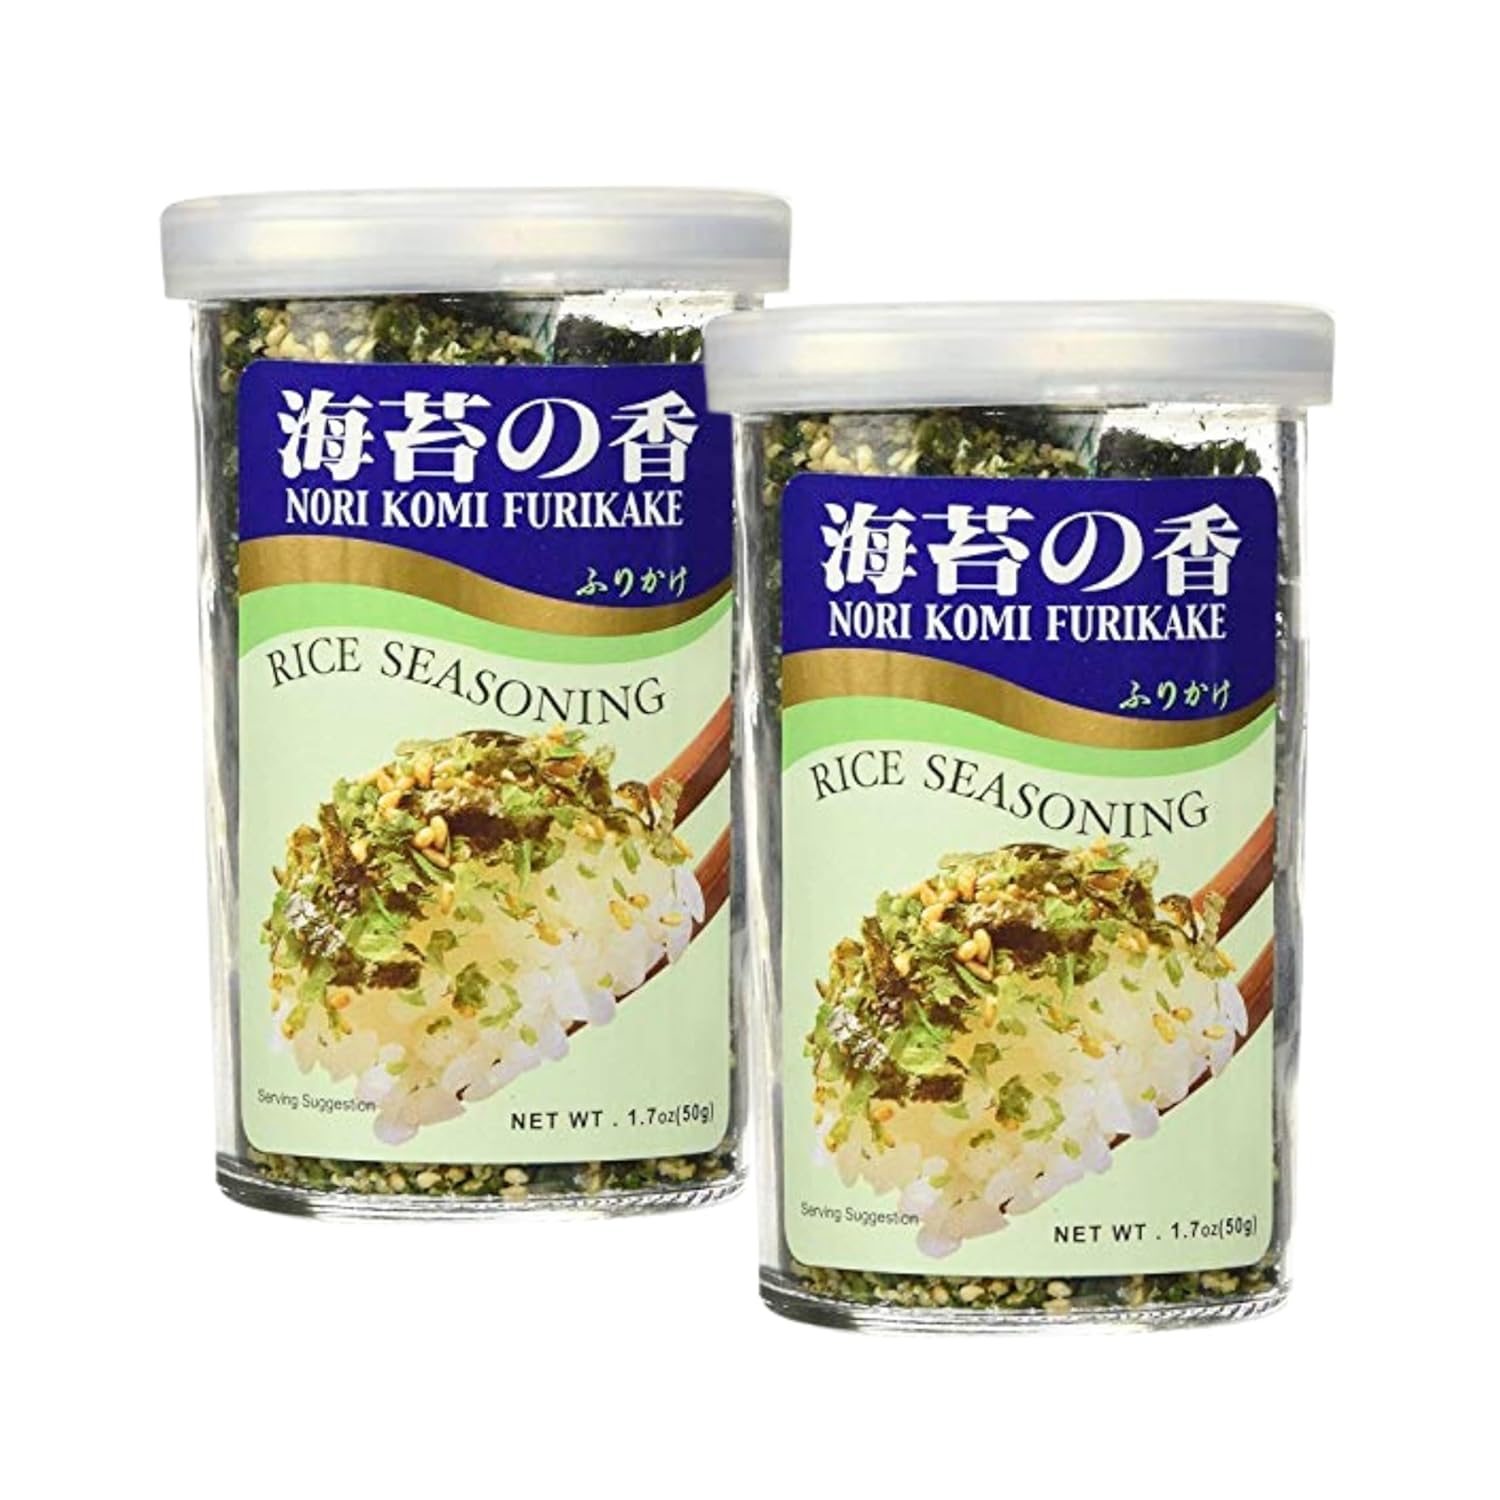 海苔の香
NORI KOMI FURIKAKE
ふりかけ
RICE SEASONING
Serving Suggestion
NET WT. 1.7oz(50g)
海苔の香
NORI KOMI FURIKAKE
ふりかけ
RICE SEASONING
Serving Suggestion
NET WT. 1.7oz(50g)